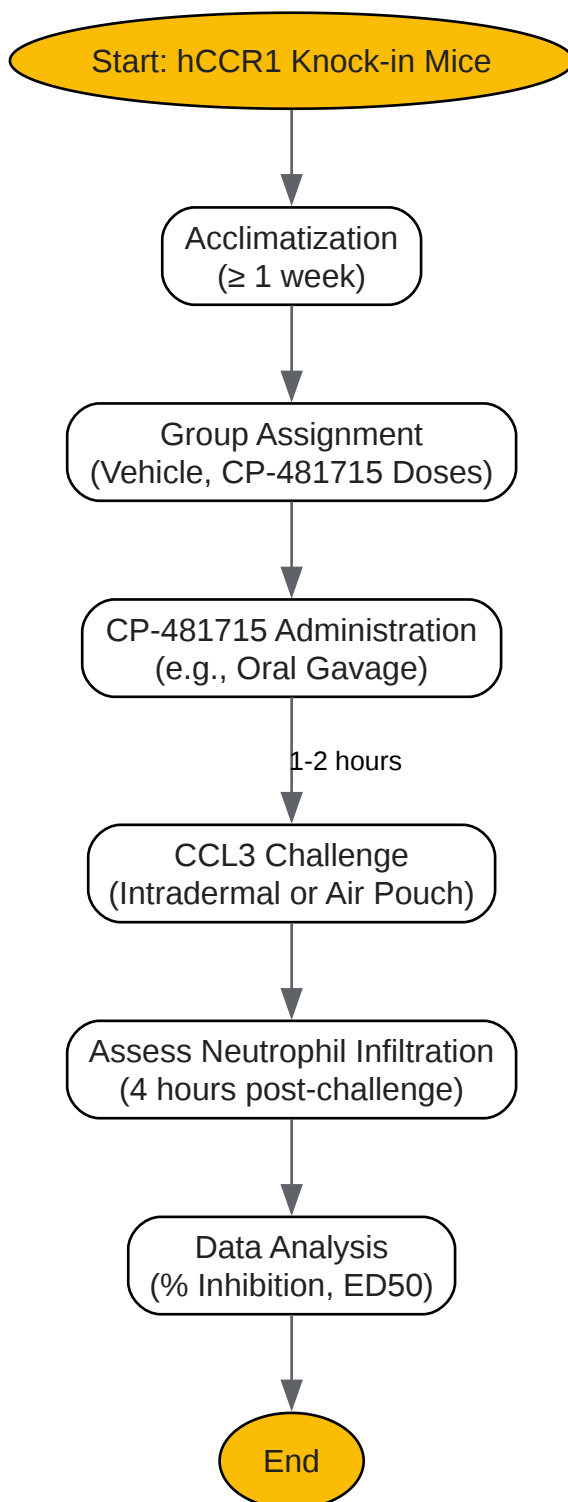 Start: hCCR1 Knock-in Mice
Acclimatization
(≥ 1 week)
Group Assignment
(Vehicle, CP-481715 Doses)
CP-481715 Administration
(e.g., Oral Gavage)
1-2 hours
CCL3 Challenge
(Intradermal or Air Pouch)
Assess Neutrophil Infiltration
(4 hours post-challenge)
Data Analysis
(% Inhibition, ED50)
End